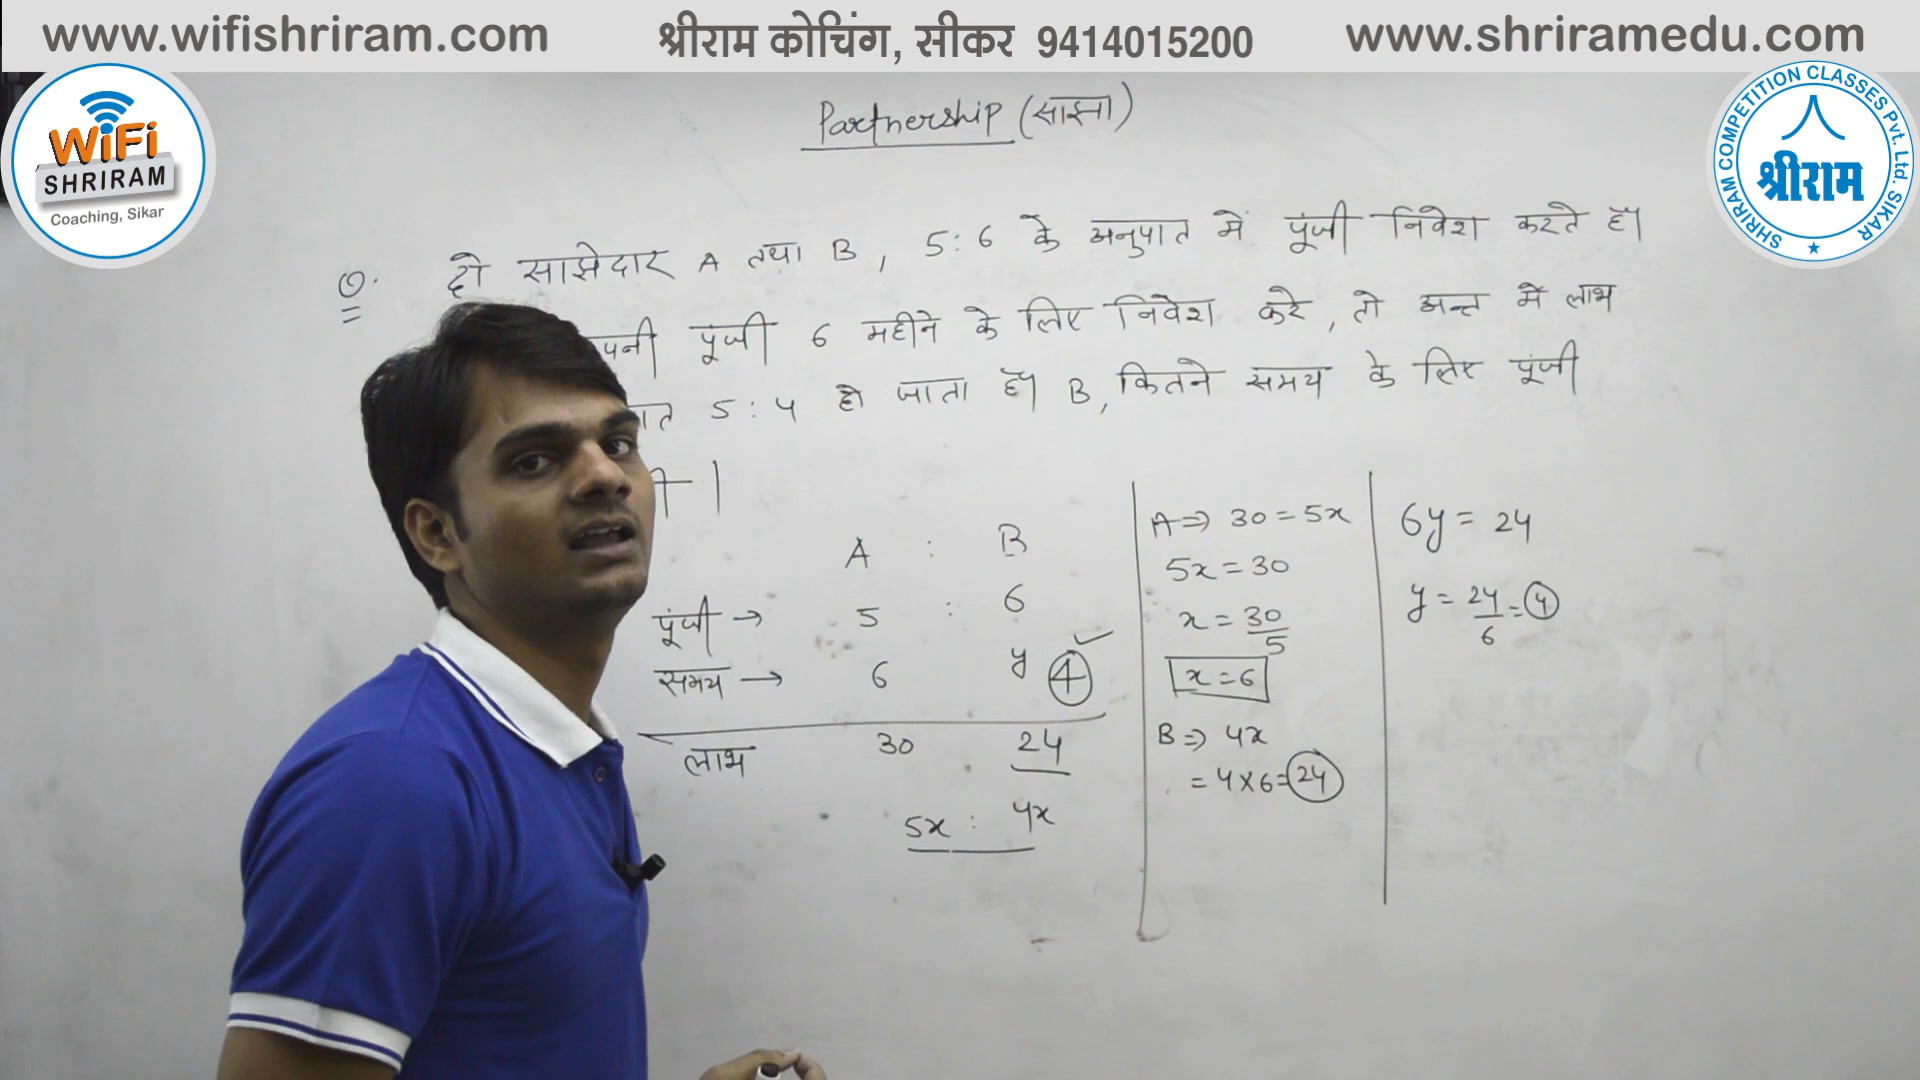 www.wifishriram.com
श्रीराम कोचिंग, सीकर 9414015200
www.shriramedu.com
WiFi
SHRIRAM
Coaching, Sikar
SHRIRAM COMPETITION CLASSES Pvt. Ltd. SIKAR
श्रीराम
Partnership (साझा)
Q. दो साझेदार A तथा B, 5:6 के अनुपात में पूंजी निवेश करते है।
पनी पूंजी 6 महीने के लिए निवेश करे, तो अन्त में लाभ
ात 5:4 हो जाता है। B, कितने समय के लिए पूंजी
ी।
A : B
पूंजी → 5 : 6
समय → 6 y 4 ✓
लाभ 30 24
5x : 4x
A ⇒ 30 = 5x
5x = 30
x = 30/5
x = 6
B ⇒ 4x
= 4×6 = 24
6y = 24
y = 24/6 = 4